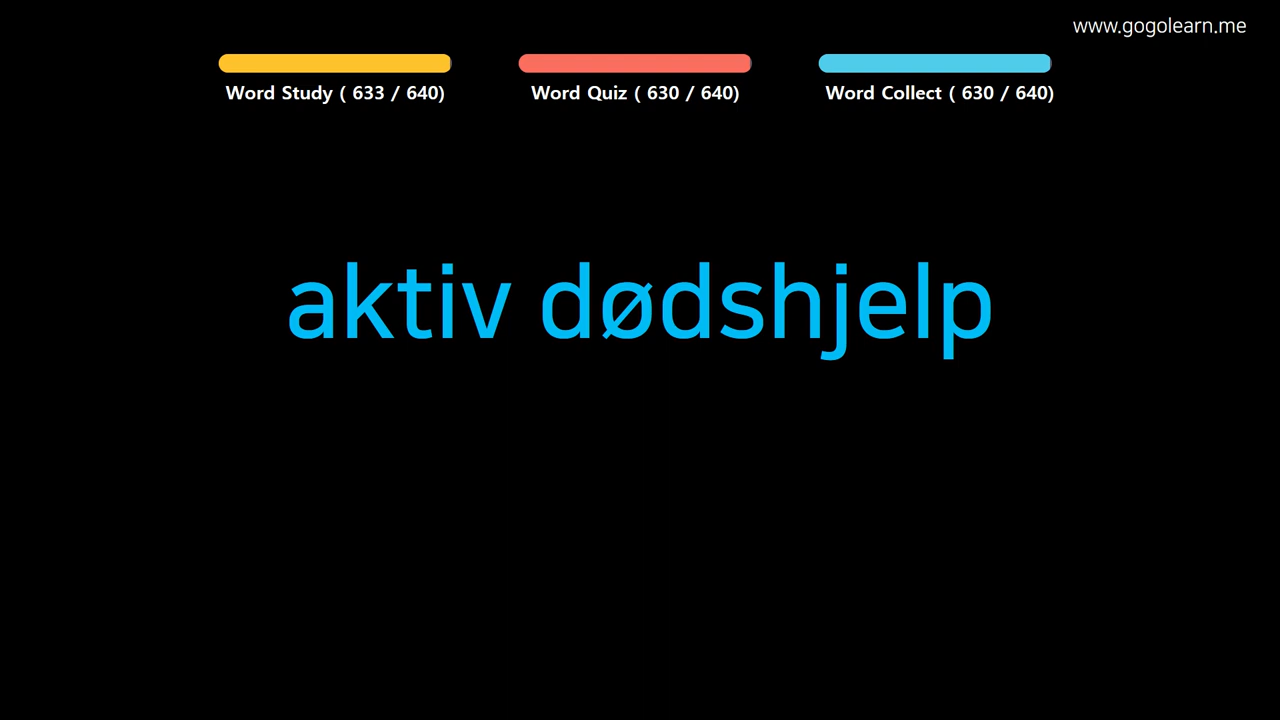 www.gogolearn.me
Word Study ( 633 / 640)
Word Quiz ( 630 / 640)
Word Collect ( 630 / 640)
aktiv dødshjelp